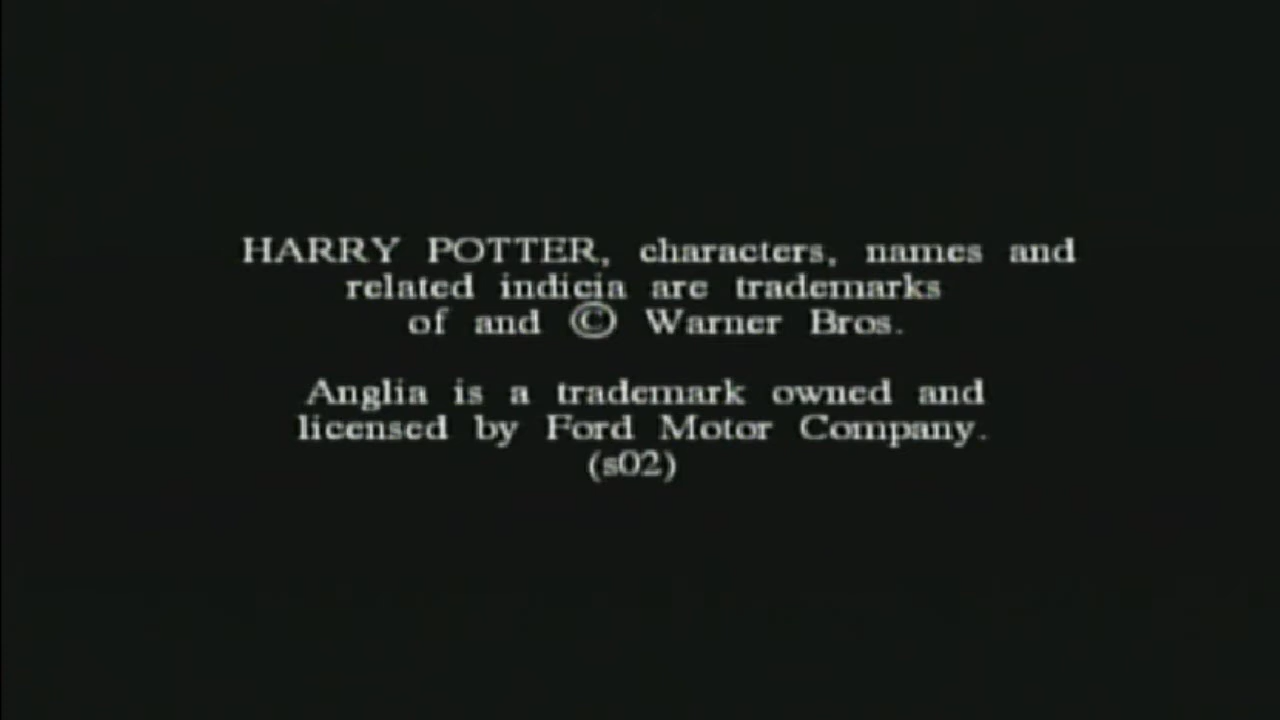 HARRY POTTER, characters, names and
related indicia are trademarks
of and © Warner Bros.
Anglia is a trademark owned and
licensed by Ford Motor Company.
(s02)